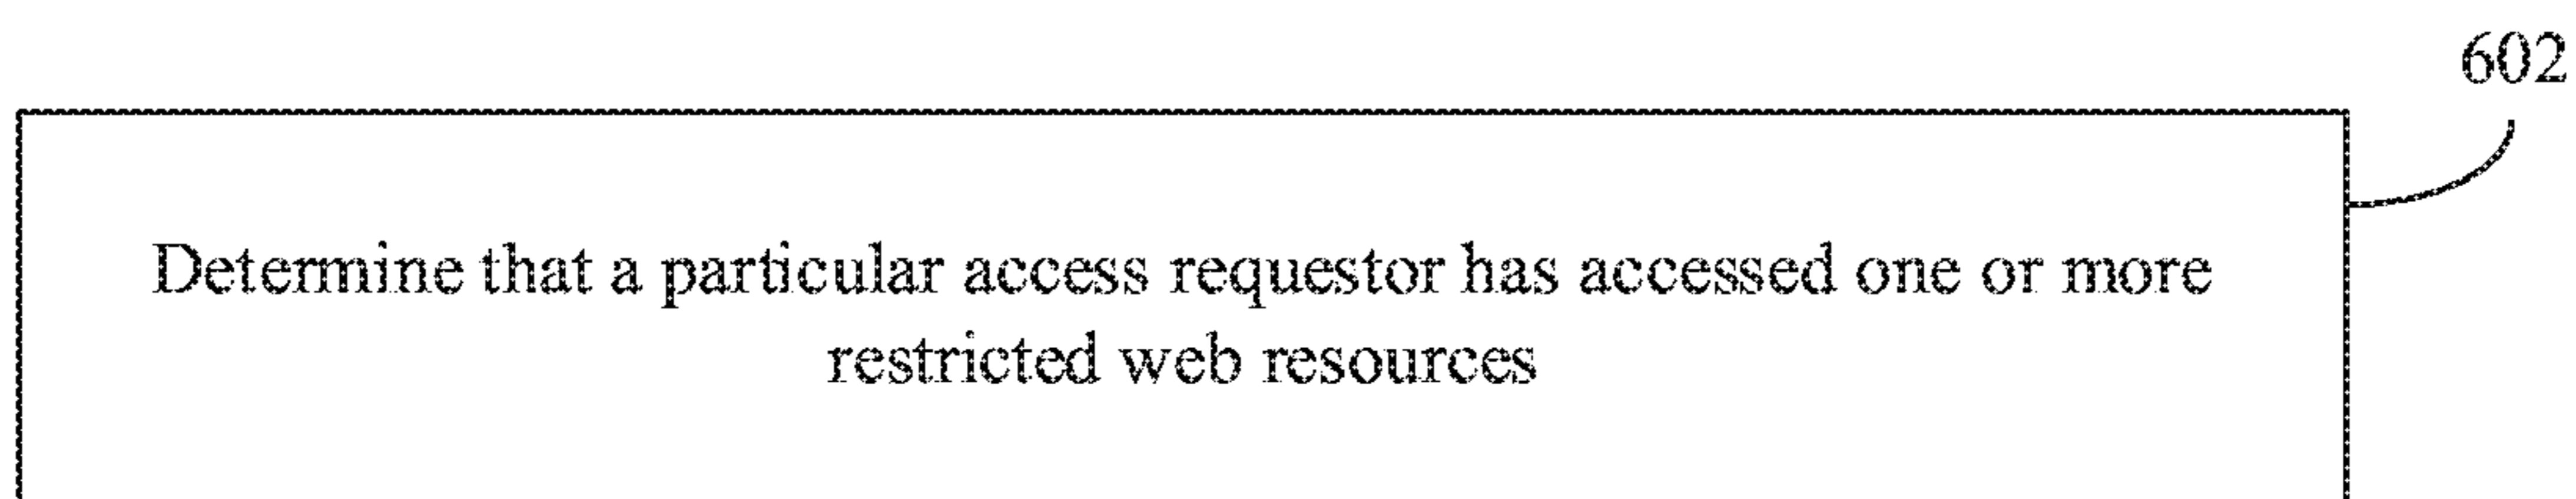 602
Determine that a particular access requestor has accessed one or more
restricted web resources